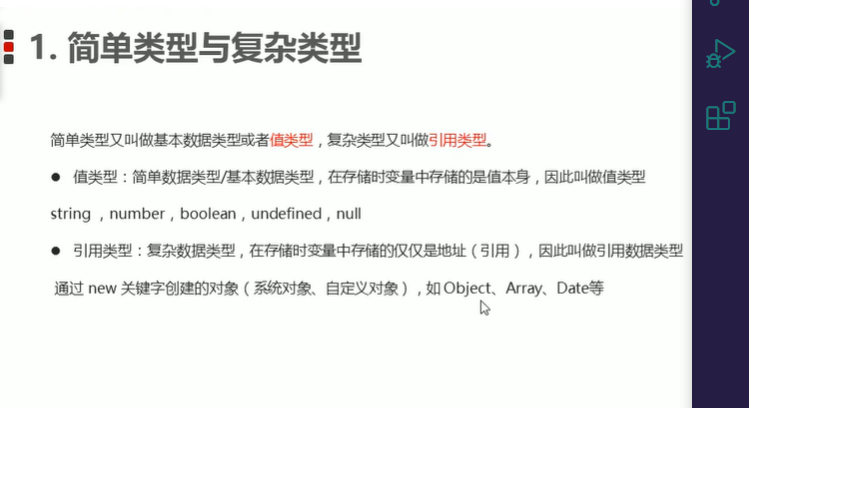 1. 简单类型与复杂类型
简单类型又叫做基本数据类型或者值类型，复杂类型又叫做引用类型。
● 值类型：简单数据类型/基本数据类型，在存储时变量中存储的是值本身，因此叫做值类型
string ，number，boolean，undefined，null
● 引用类型：复杂数据类型，在存储时变量中存储的仅仅是地址（引用），因此叫做引用数据类型
通过 new 关键字创建的对象（系统对象、自定义对象），如 Object、Array、Date等